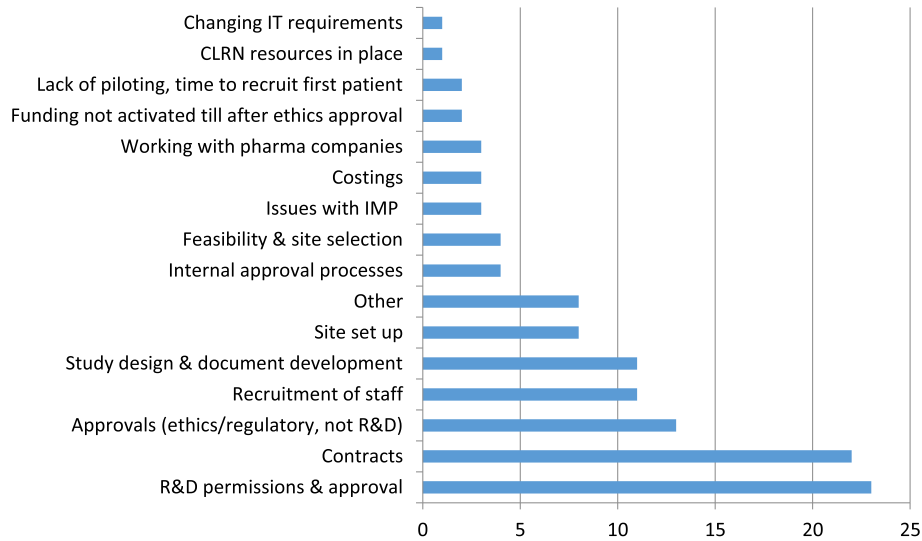 Changing IT requirements
CLRN resources in place
Lack of piloting, time to recruit first patient
Funding not activated till after ethics approval
Working with pharma companies
Costings
Issues with IMP
Feasibility & site selection
Internal approval processes
Other
Site set up
Study design & document development
Recruitment of staff
Approvals (ethics/regulatory, not R&D)
Contracts
R&D permissions & approval
0 5 10 15 20 25